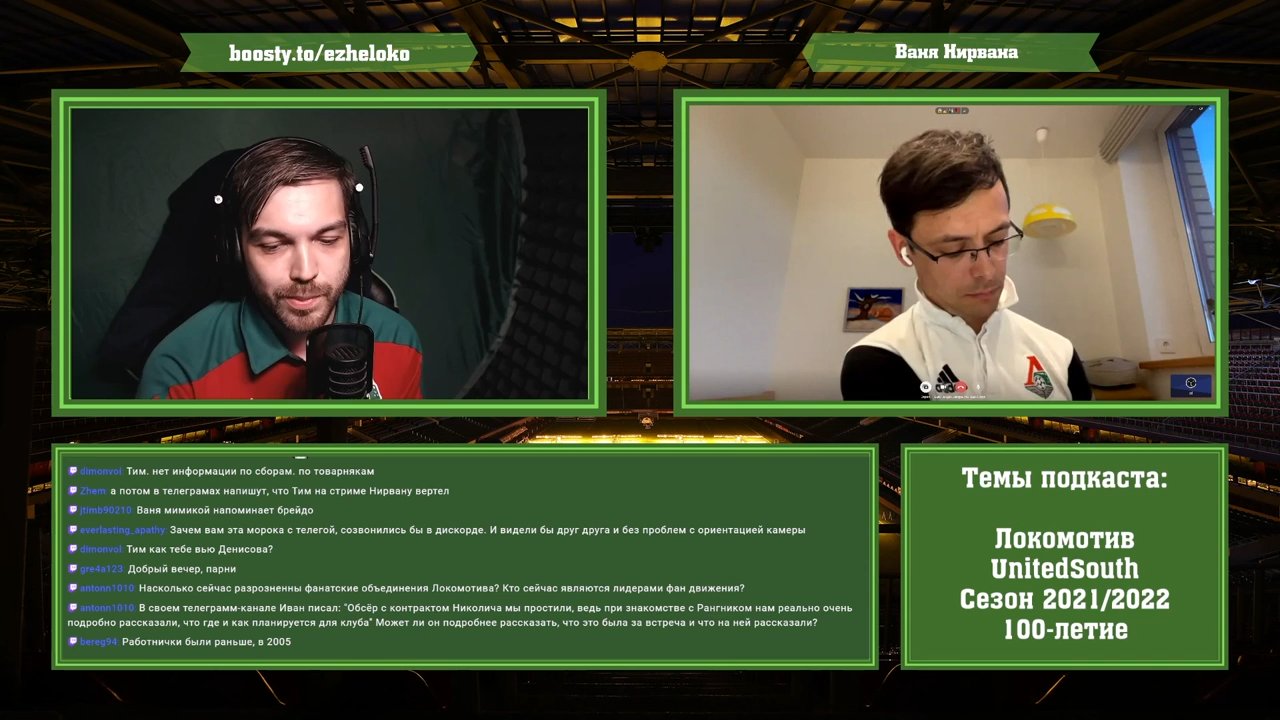 boosty.to/ezheloko
Ваня Нирвана
dimonvol: Тим. нет информации по сборам. по товарнякам
Zhem: а потом в телеграмах напишут, что Тим на стриме Нирвану вертел
jtimb90210: Ваня мимикой напоминает брейдо
everlasting_apathy: Зачем вам эта морока с телегой, созвонились бы в дискорде. И видели бы друг друга и без проблем с ориентацией камеры
dimonvol: Тим как тебе вью Денисова?
gre4a123: Добрый вечер, парни
antonn1010: Насколько сейчас разрозненны фанатские объединения Локомотива? Кто сейчас являются лидерами фан движения?
antonn1010: В своем телеграмм-канале Иван писал: "Обсёр с контрактом Николича мы простили, ведь при знакомстве с Рангником нам реально очень
подробно рассказали, что где и как планируется для клуба" Может ли он подробнее рассказать, что это была за встреча и что на ней рассказали?
bereg94: Работнички были раньше, в 2005
Темы подкаста:
Локомотив
UnitedSouth
Сезон 2021/2022
100-летие